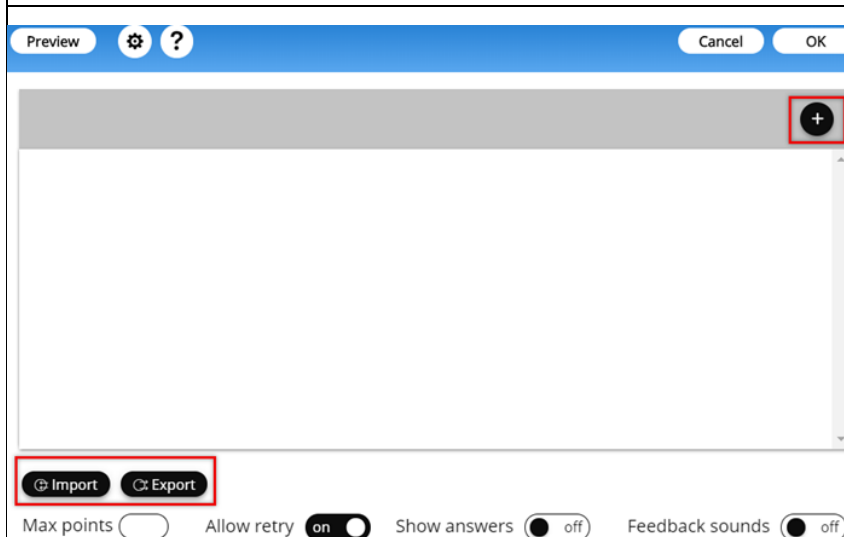 Preview ? Cancel OK
+
Import Export
Max points Allow retry on Show answers off Feedback sounds off